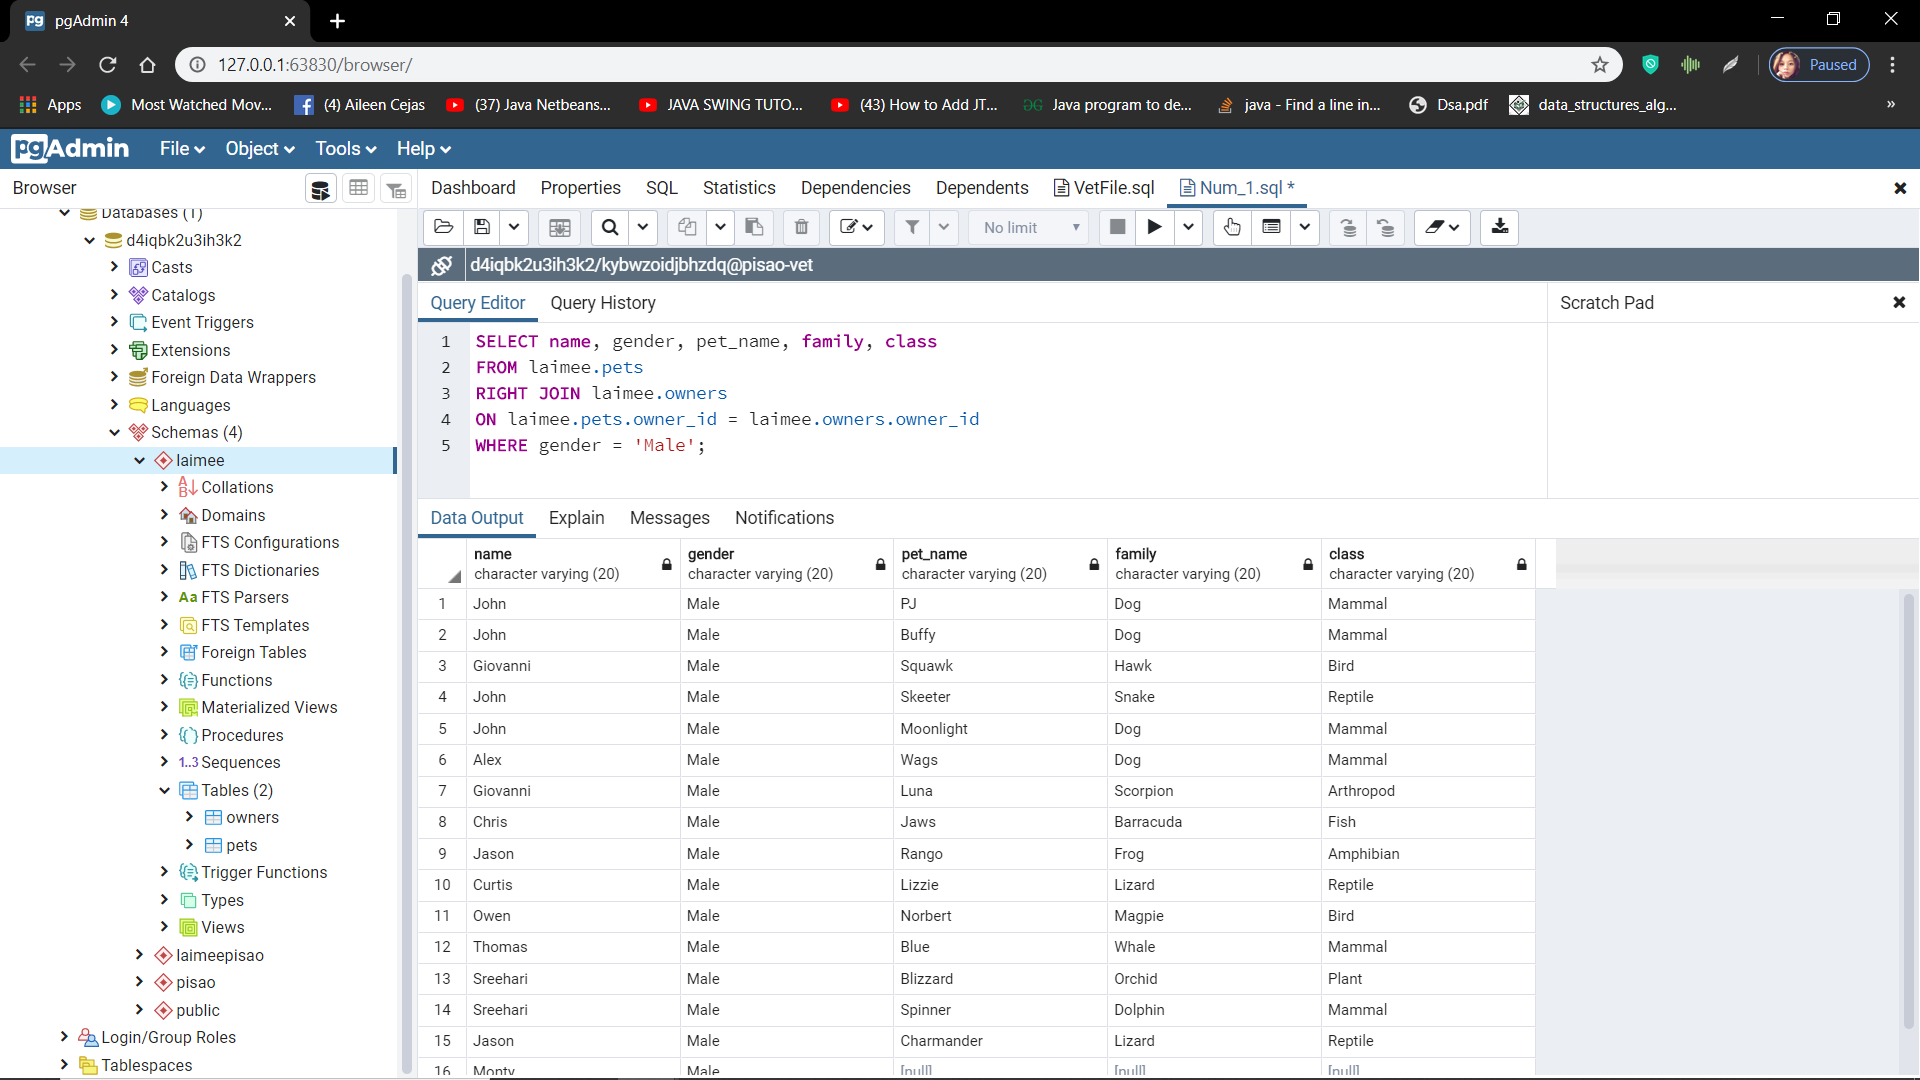 pgAdmin 4
127.0.0.1:63830/browser/
Paused
Apps
Most Watched Mov...
(4) Aileen Cejas
(37) Java Netbeans...
JAVA SWING TUTO...
(43) How to Add JT...
Java program to de...
java - Find a line in...
Dsa.pdf
data_structures_alg...
»
pgAdmin
File
Object
Tools
Help
Browser
Dashboard
Properties
SQL
Statistics
Dependencies
Dependents
VetFile.sql
Num_1.sql *
No limit
d4iqbk2u3ih3k2/kybwzoidjbhzdq@pisao-vet
Databases (1)
d4iqbk2u3ih3k2
Casts
Catalogs
Event Triggers
Extensions
Foreign Data Wrappers
Languages
Schemas (4)
laimee
Collations
Domains
FTS Configurations
FTS Dictionaries
Aa FTS Parsers
FTS Templates
Foreign Tables
Functions
Materialized Views
Procedures
1..3 Sequences
Tables (2)
owners
pets
Trigger Functions
Types
Views
laimeepisao
pisao
public
Login/Group Roles
Tablespaces
Query Editor
Query History
Scratch Pad
1 SELECT name, gender, pet_name, family, class
2 FROM laimee.pets
3 RIGHT JOIN laimee.owners
4 ON laimee.pets.owner_id = laimee.owners.owner_id
5 WHERE gender = 'Male';
Data Output
Explain
Messages
Notifications
name gender pet_name family class
character varying (20) character varying (20) character varying (20) character varying (20) character varying (20)
1 John Male PJ Dog Mammal
2 John Male Buffy Dog Mammal
3 Giovanni Male Squawk Hawk Bird
4 John Male Skeeter Snake Reptile
5 John Male Moonlight Dog Mammal
6 Alex Male Wags Dog Mammal
7 Giovanni Male Luna Scorpion Arthropod
8 Chris Male Jaws Barracuda Fish
9 Jason Male Rango Frog Amphibian
10 Curtis Male Lizzie Lizard Reptile
11 Owen Male Norbert Magpie Bird
12 Thomas Male Blue Whale Mammal
13 Sreehari Male Blizzard Orchid Plant
14 Sreehari Male Spinner Dolphin Mammal
15 Jason Male Charmander Lizard Reptile
16 Monty Male [null] [null] [null]